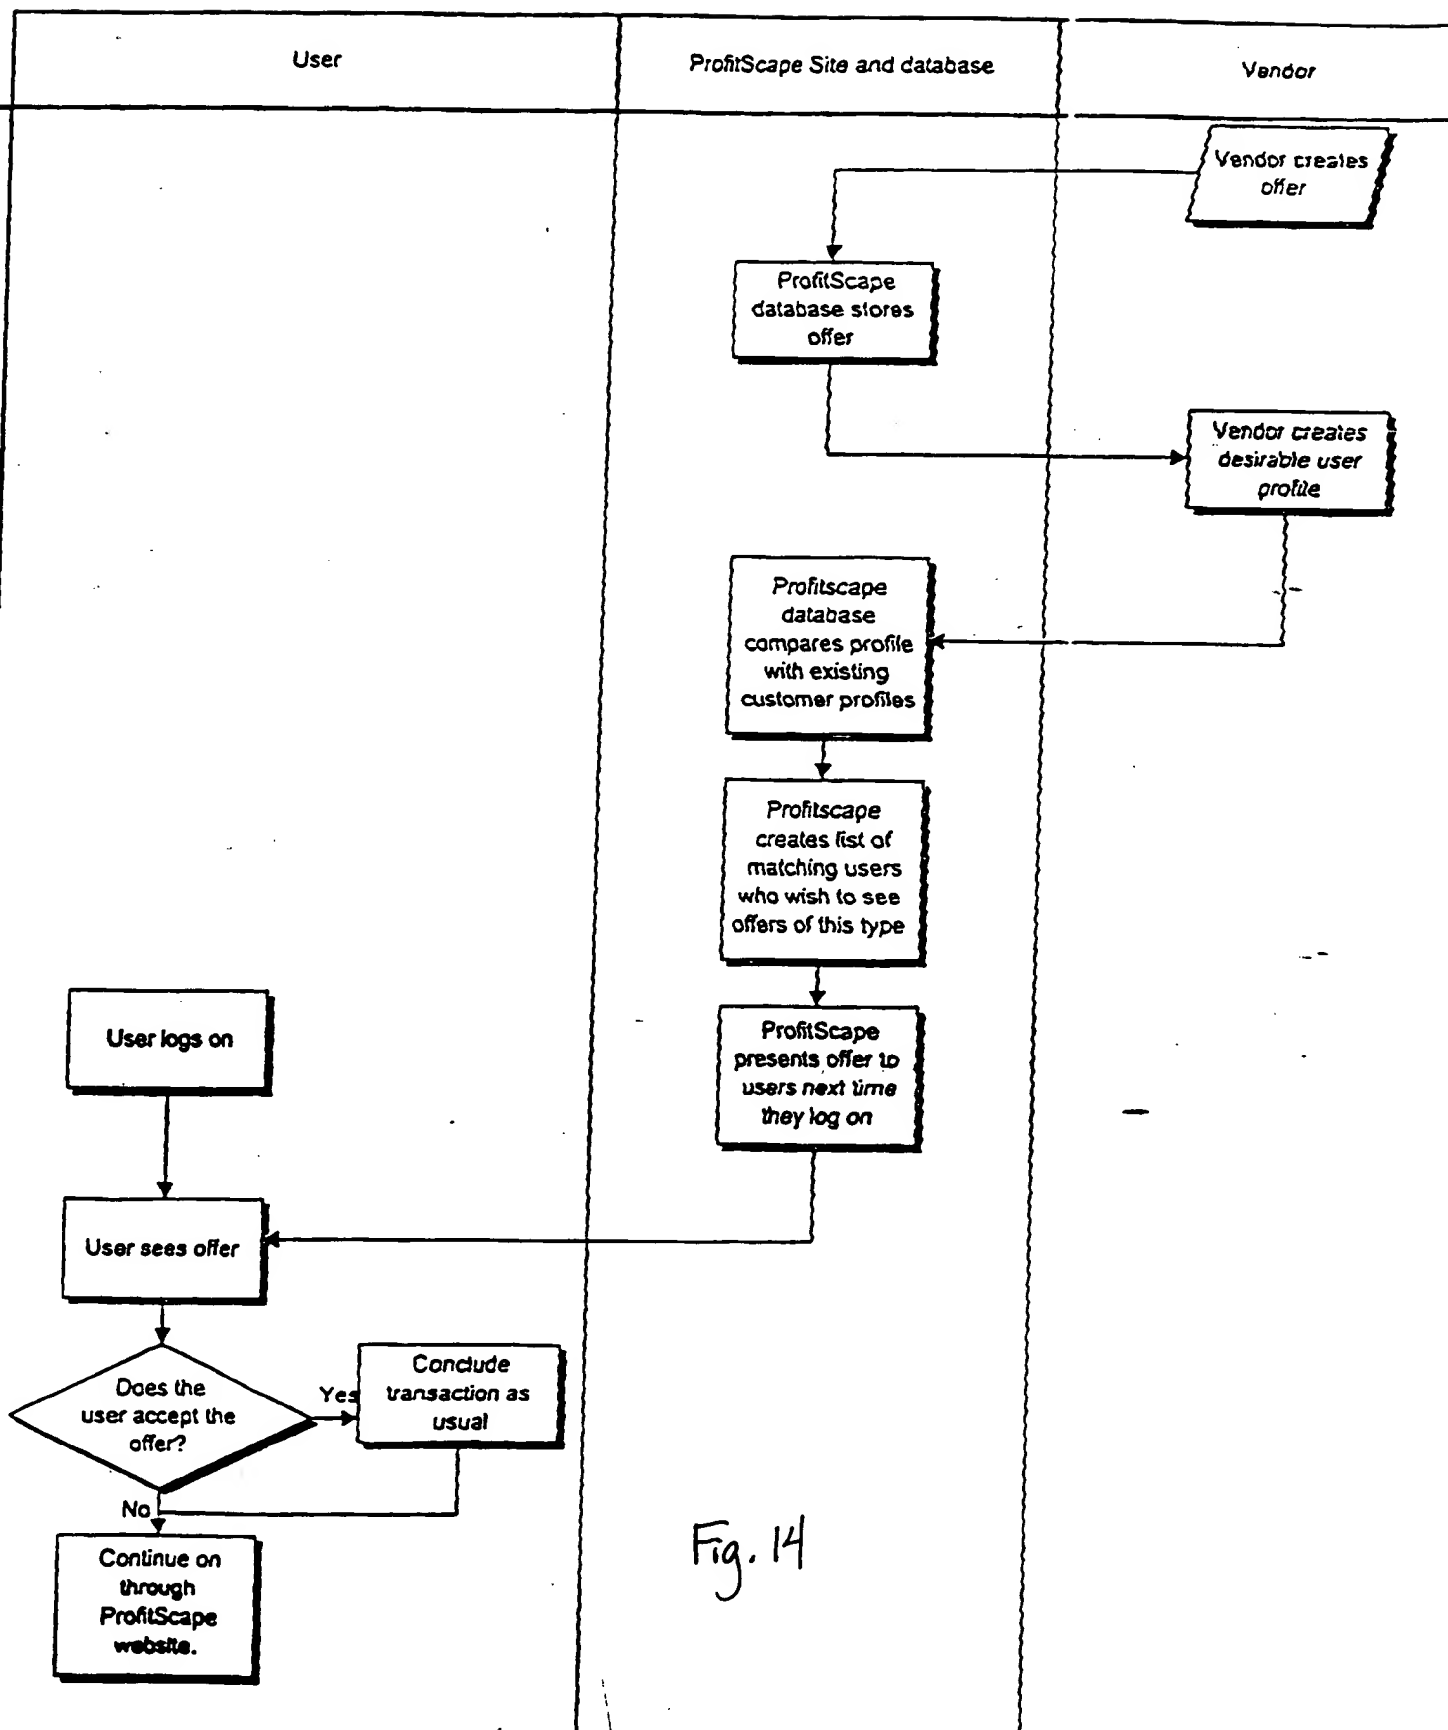 User
ProfitScape Site and database
Vendor
Vendor creates
offer
ProfitScape
database stores
offer
Vendor creates
desirable user
profile
Profitscape
database
compares profile
with existing
customer profiles
Profitscape
creates list of
matching users
who wish to see
offers of this type
ProfitScape
presents offer to
users next time
they log on
User logs on
User sees offer
Does the
user accept the
offer?
Yes
Conclude
transaction as
usual
No
Continue on
through
ProfitScape
website.
Fig. 14